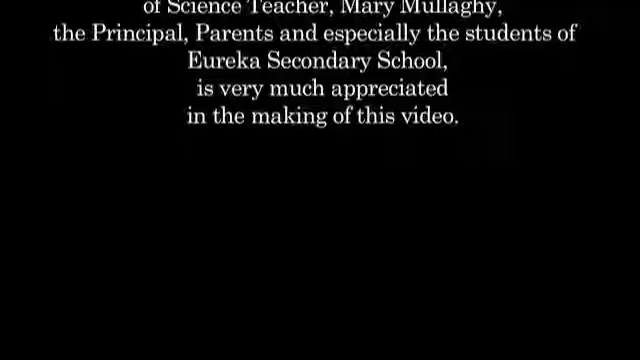 of Science Teacher, Mary Mullaghy,
the Principal, Parents and especially the students of
Eureka Secondary School,
is very much appreciated
in the making of this video.